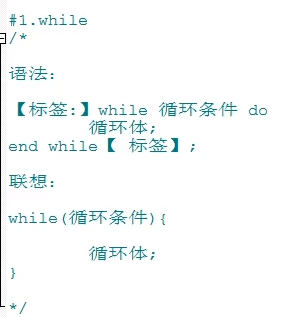 #1.while
/*
语法：
【标签:】while 循环条件 do
循环体;
end while【 标签】;
联想：
while(循环条件){
循环体;
}
*/